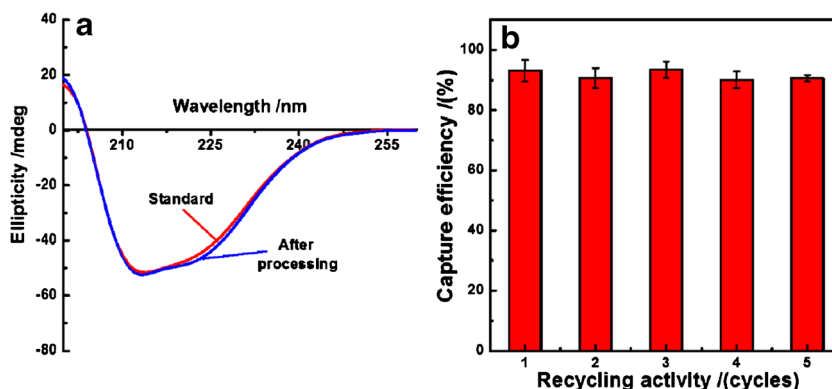 a
Ellipticity /mdeg
40
20
0
-20
-40
-60
-80
Wavelength /nm
210
225
240
255
Standard
After
processing
b
Capture efficiency /(%)
100
80
60
40
20
0
1
2
3
4
5
Recycling activity /(cycles)